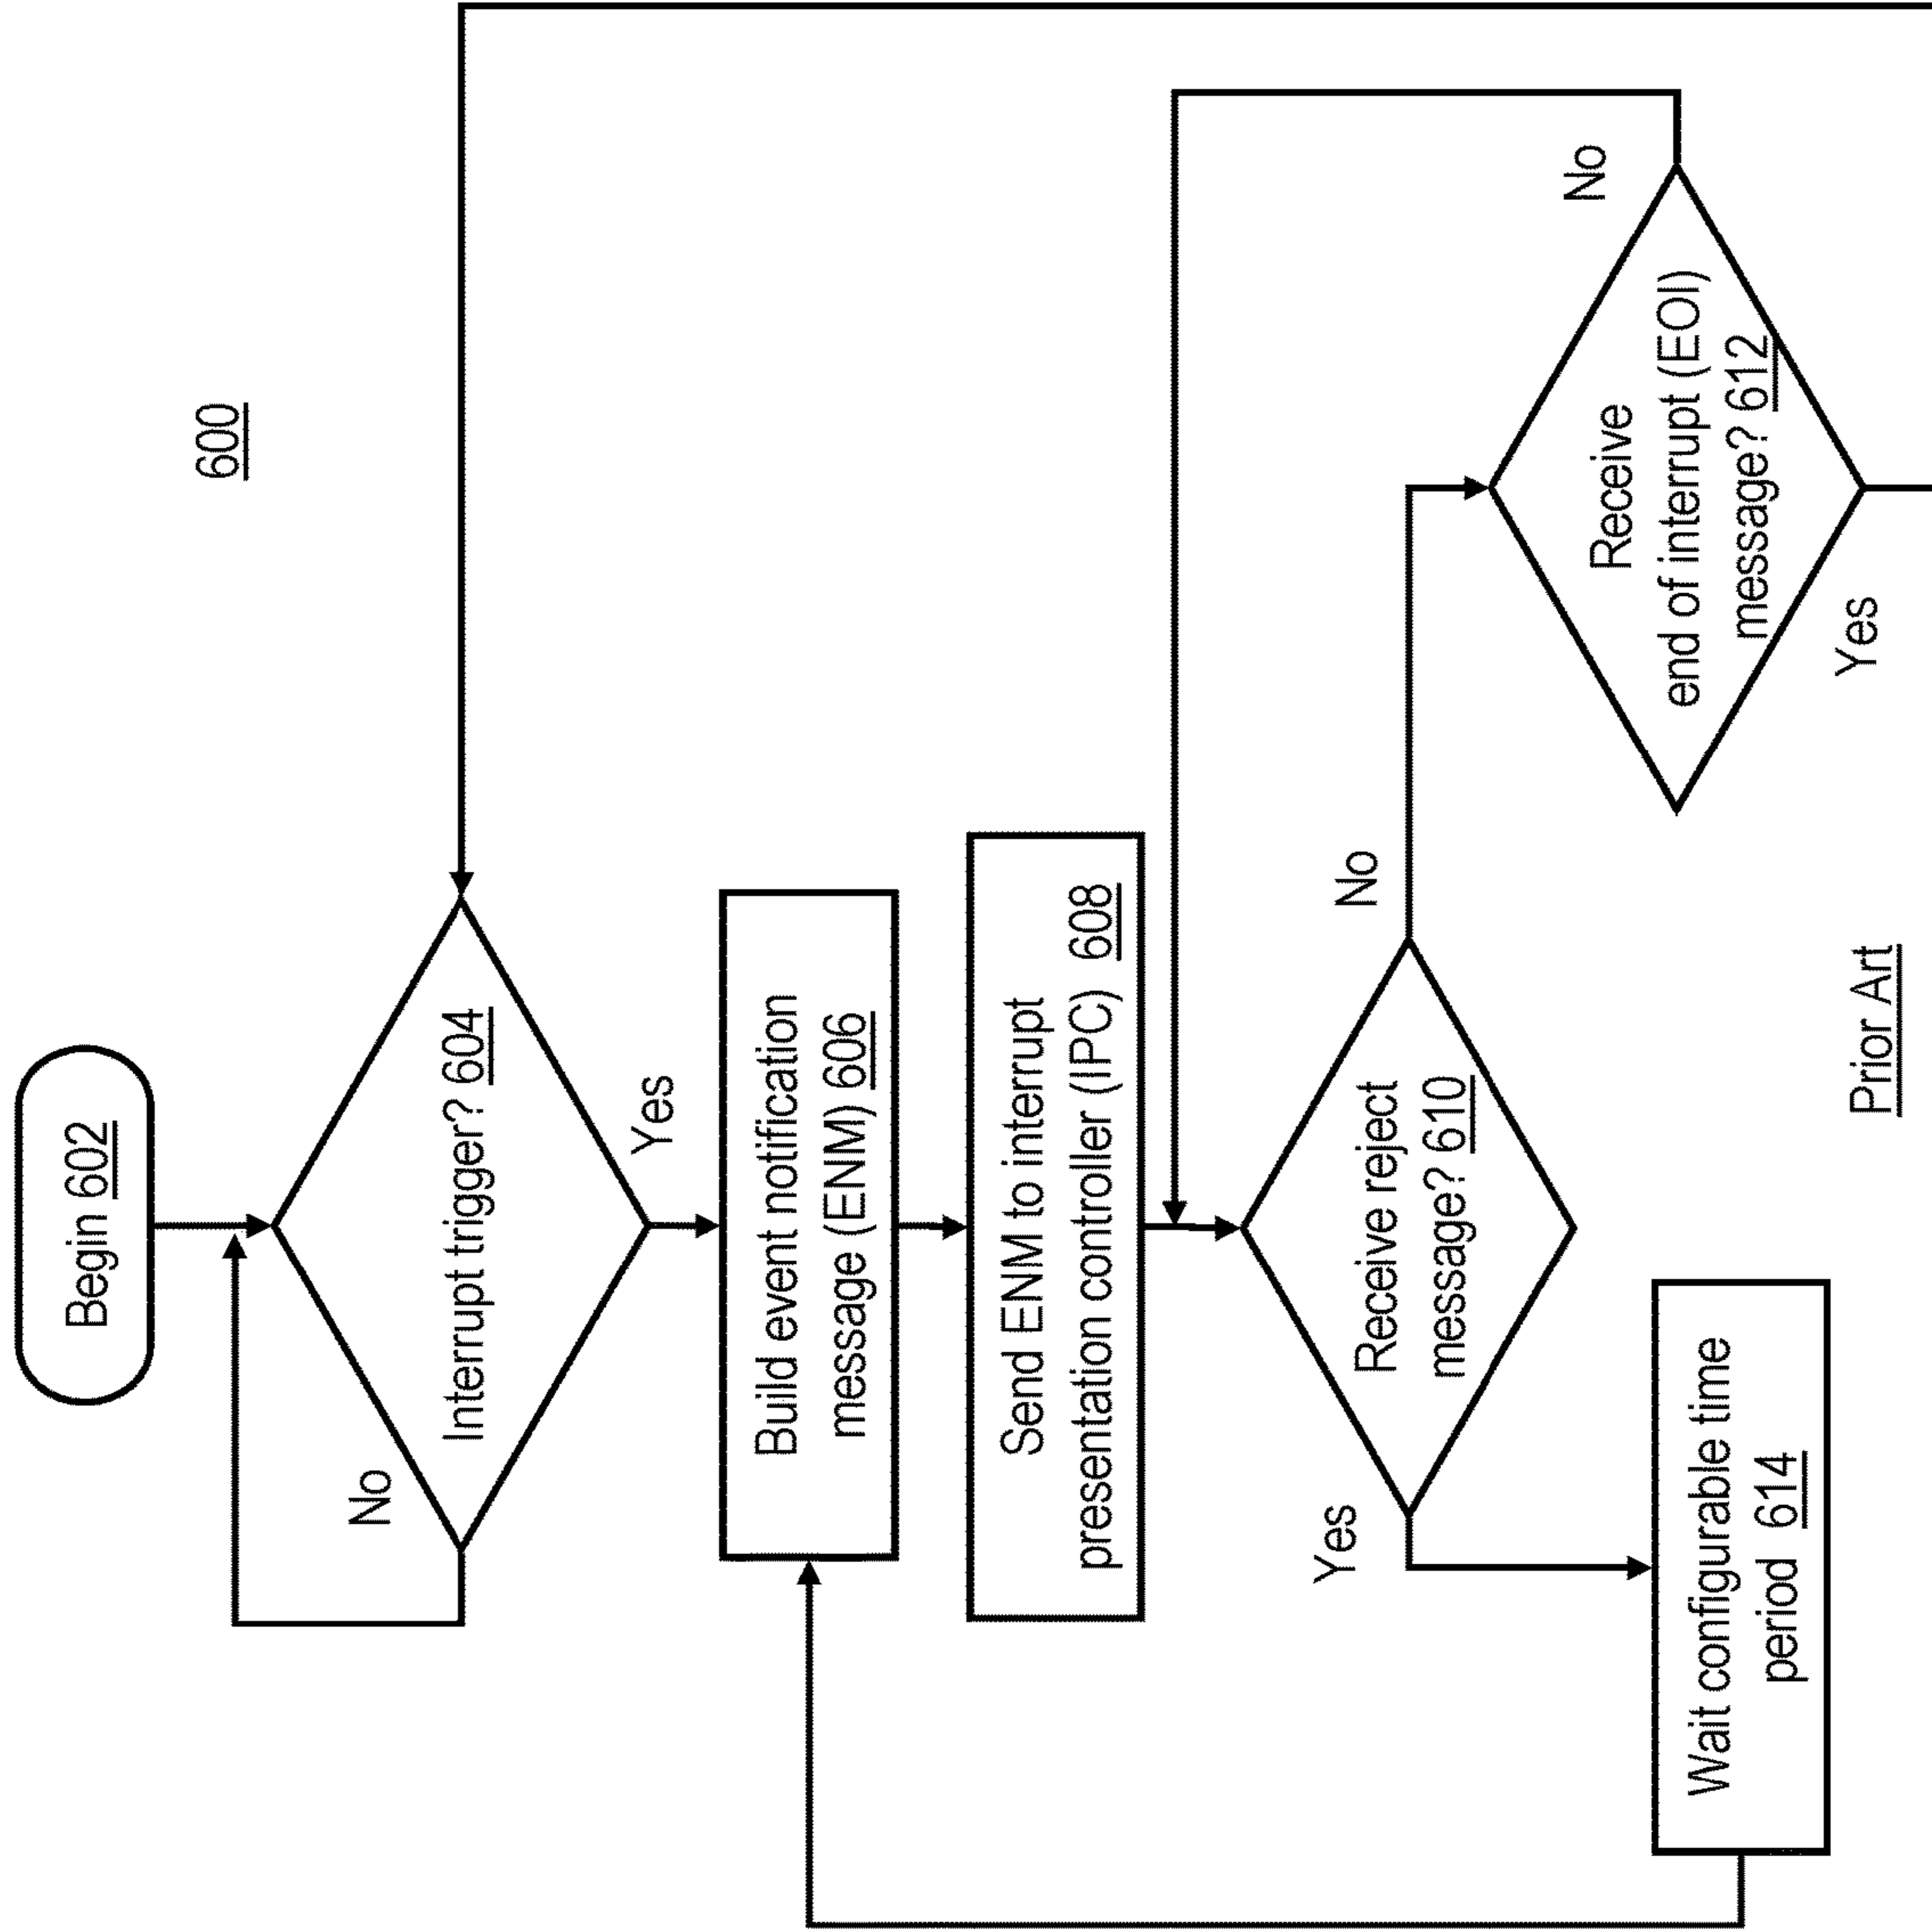 600
Begin 602
Interrupt trigger? 604
No
Yes
Build event notification
message (ENM) 606
Send ENM to interrupt
presentation controller (IPC) 608
Receive reject
message? 610
Yes
No
Receive
end of interrupt (EOI)
message? 612
No
Yes
Wait configurable time
period 614
Prior Art